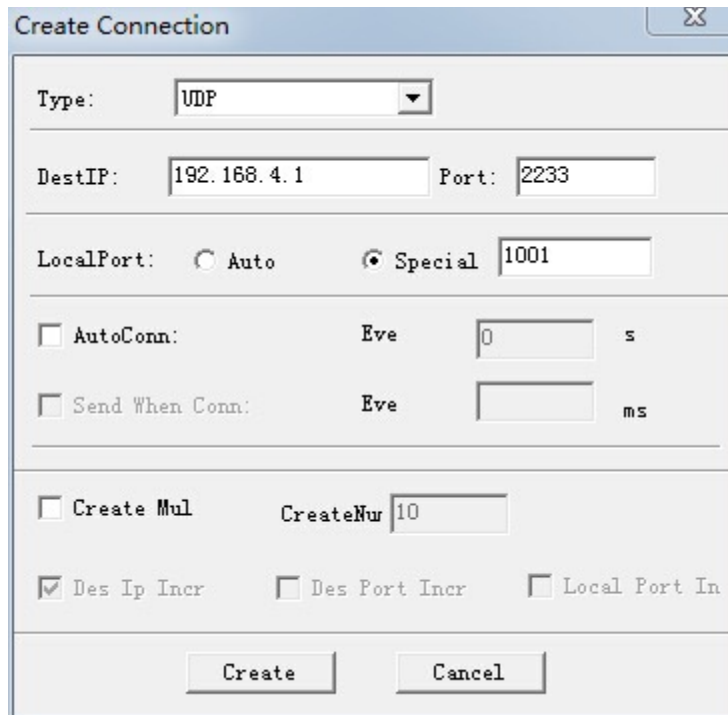 Create Connection
Type: UDP
DestIP: 192.168.4.1 Port: 2233
LocalPort: Auto Special 1001
AutoConn: Eve 0 s
Send When Conn: Eve ms
Create Mul CreateNur 10
Des Ip Incr Des Port Incr Local Port In
Create Cancel